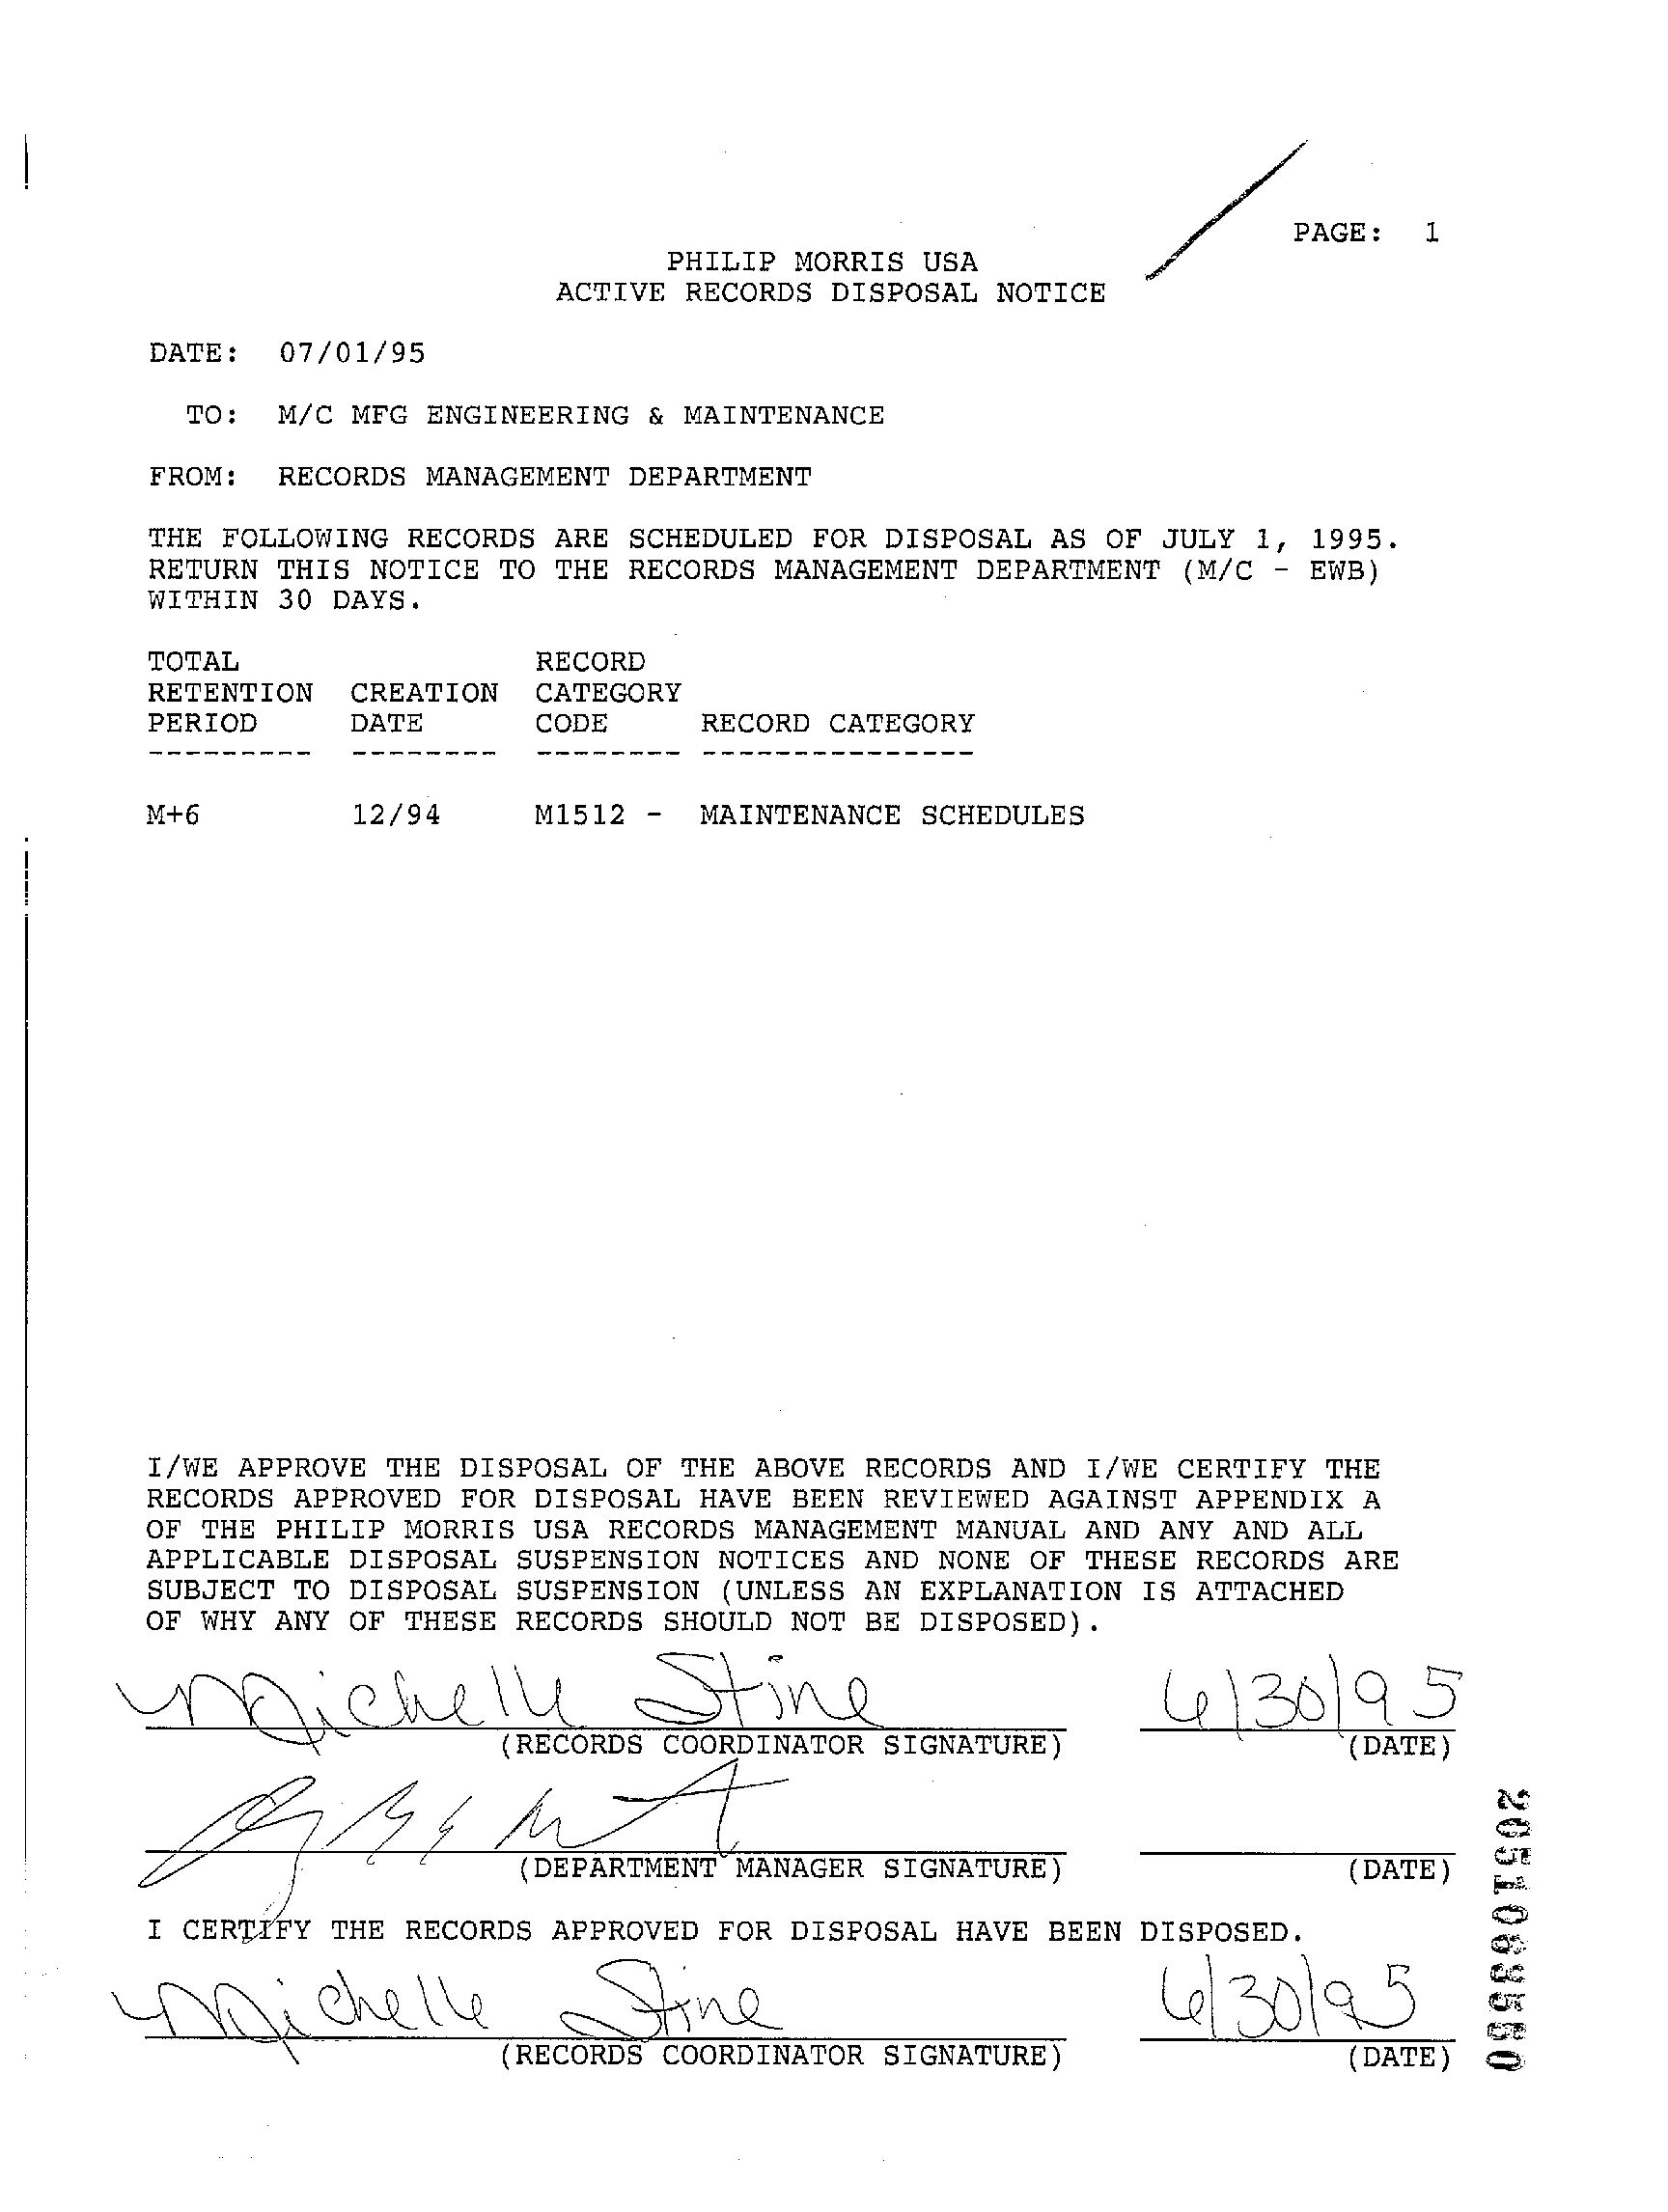 PAGE: 1
PHILIP MORRIS USA
ACTIVE RECORDS DISPOSAL NOTICE
DATE: 07/01/95
TO: M/C MFG ENGINEERING & MAINTENANCE
FROM: RECORDS MANAGEMENT DEPARTMENT
THE FOLLOWING RECORDS ARE SCHEDULED FOR DISPOSAL AS OF JULY 1, 1995.
RETURN THIS NOTICE TO THE RECORDS MANAGEMENT DEPARTMENT (M/C - EWB)
WITHIN 30 DAYS.
TOTAL RECORD
RETENTION CREATION CATEGORY
PERIOD DATE CODE RECORD CATEGORY
--------- -------- -------- ---------------
M+6 12/94 M1512 - MAINTENANCE SCHEDULES
I/WE APPROVE THE DISPOSAL OF THE ABOVE RECORDS AND I/WE CERTIFY THE
RECORDS APPROVED FOR DISPOSAL HAVE BEEN REVIEWED AGAINST APPENDIX A
OF THE PHILIP MORRIS USA RECORDS MANAGEMENT MANUAL AND ANY AND ALL
APPLICABLE DISPOSAL SUSPENSION NOTICES AND NONE OF THESE RECORDS ARE
SUBJECT TO DISPOSAL SUSPENSION (UNLESS AN EXPLANATION IS ATTACHED
OF WHY ANY OF THESE RECORDS SHOULD NOT BE DISPOSED).
Michelle Stine 6/30/95
(RECORDS COORDINATOR SIGNATURE) (DATE)
(DEPARTMENT MANAGER SIGNATURE) (DATE)
I CERTIFY THE RECORDS APPROVED FOR DISPOSAL HAVE BEEN DISPOSED.
Michelle Stine 6/30/95
(RECORDS COORDINATOR SIGNATURE) (DATE)
2051063550